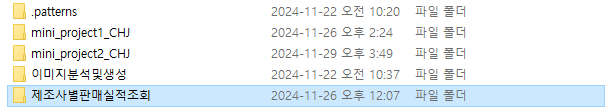 .patterns 2024-11-22 오전 10:20 파일 폴더
mini_project1_CHJ 2024-11-26 오후 2:24 파일 폴더
mini_project2_CHJ 2024-11-29 오후 3:49 파일 폴더
이미지분석및생성 2024-11-22 오전 10:37 파일 폴더
제조사별판매실적조회 2024-11-26 오후 12:07 파일 폴더